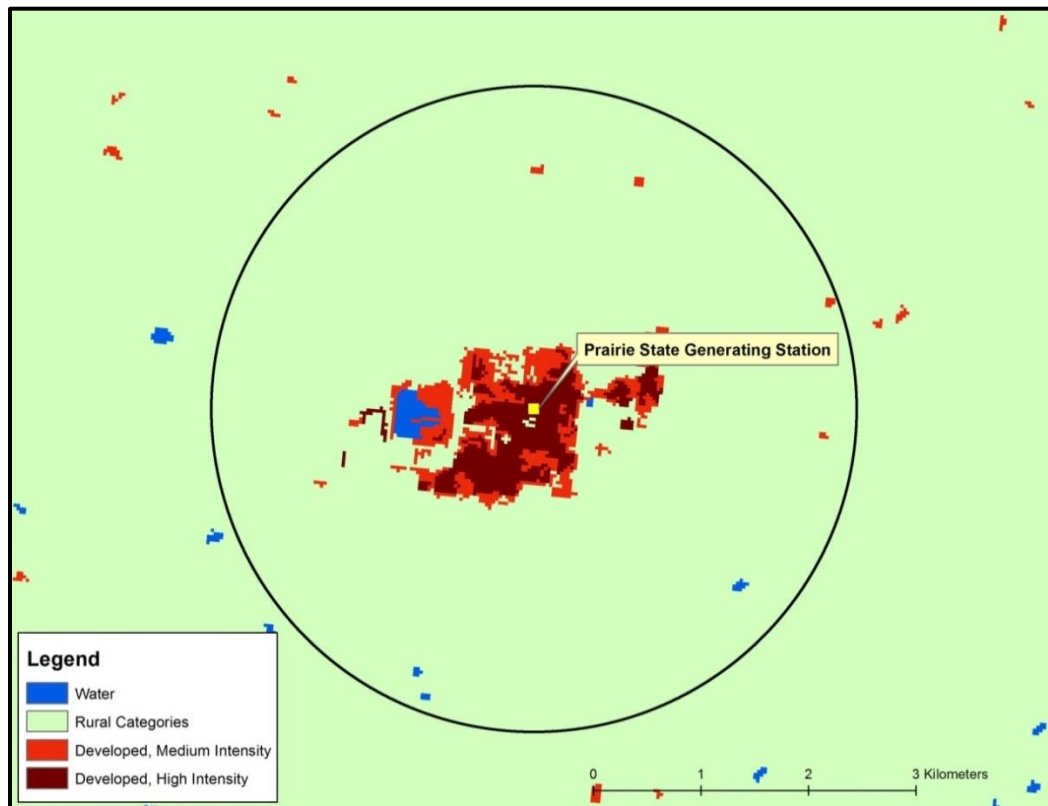 Prairie State Generating Station
Legend
Water
Rural Categories
Developed, Medium Intensity
Developed, High Intensity
0 1 2 3 Kilometers